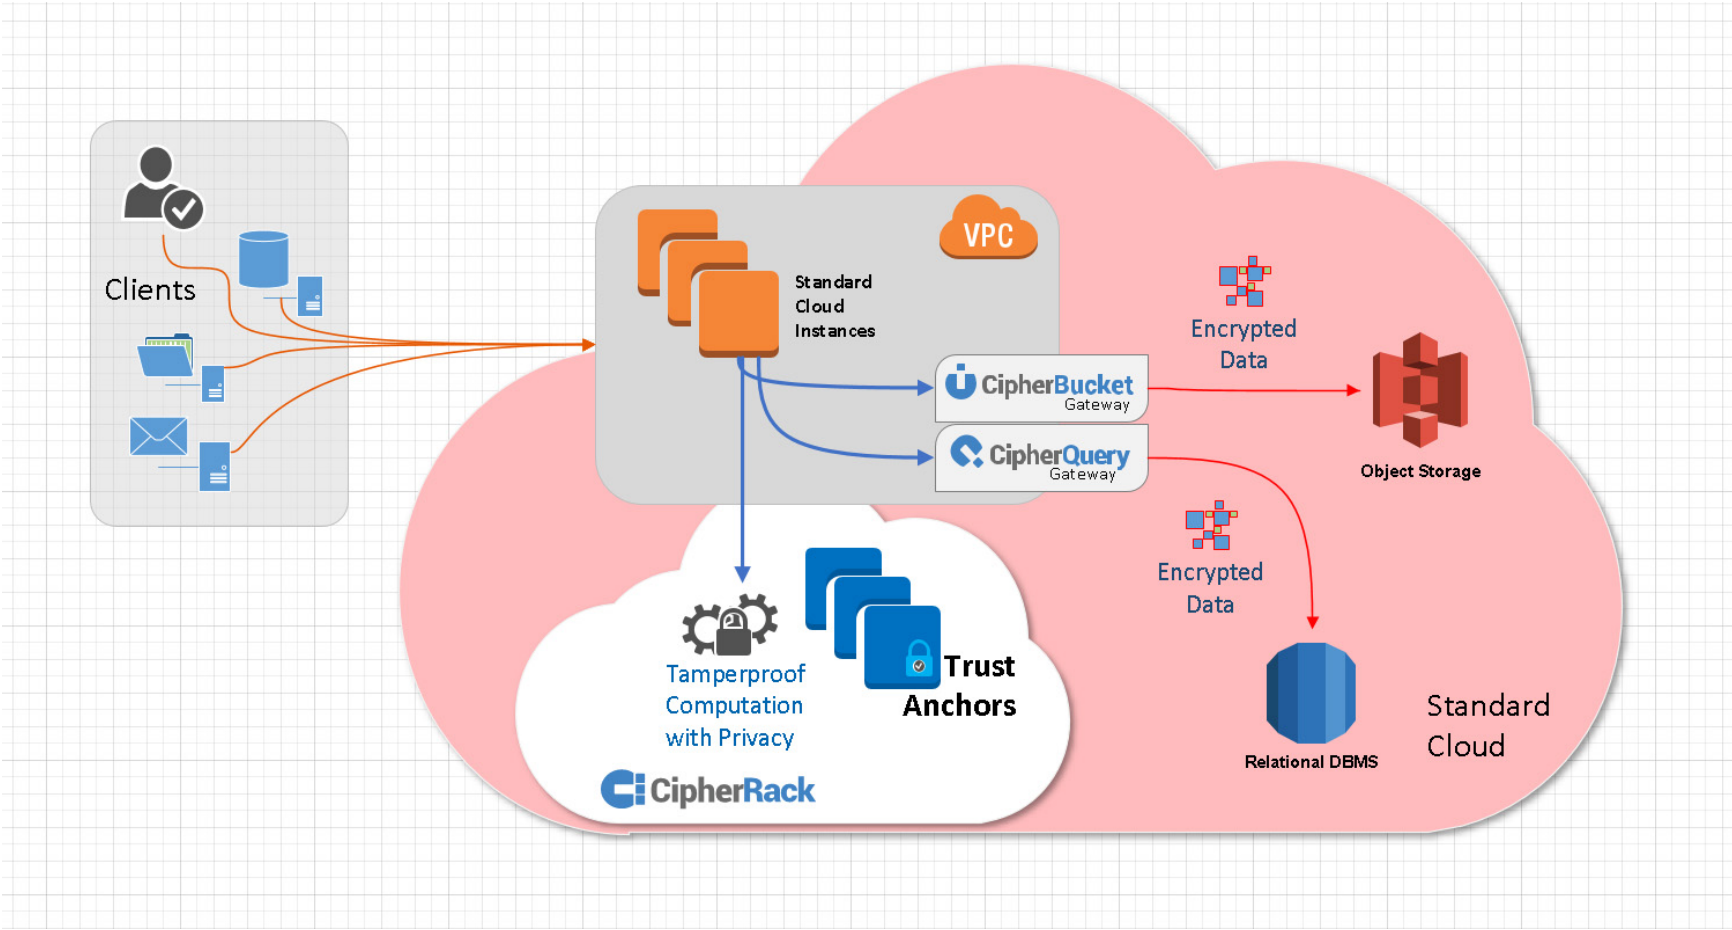 Clients
VPC
Standard
Cloud
Instances
CipherBucket
Gateway
CipherQuery
Gateway
Encrypted
Data
Object Storage
Encrypted
Data
Relational DBMS
Standard
Cloud
Tamperproof
Computation
with Privacy
Trust
Anchors
CipherRack